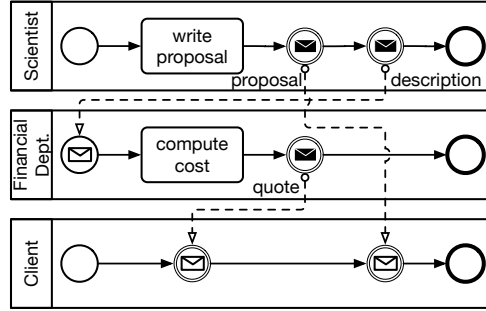 Scientist
write
proposal
proposal
description
Financial
Dept.
compute
cost
quote
Client